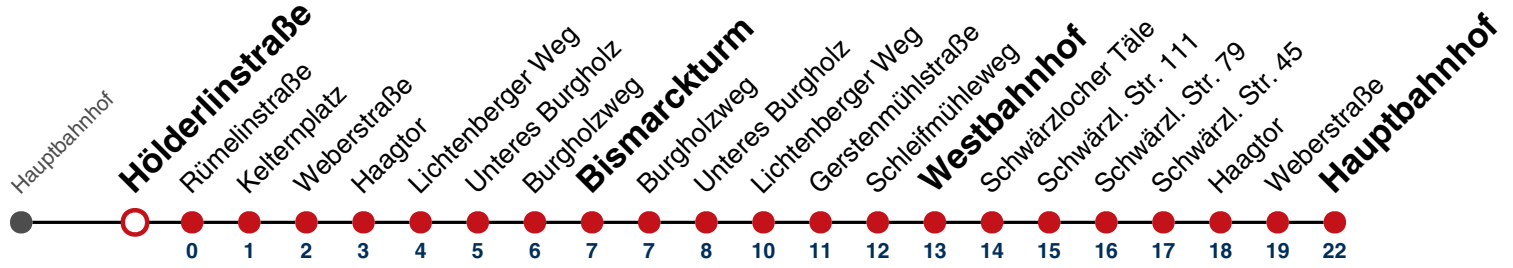 Hauptbahnhof
Hölderlinstraße
Rümelinstraße
Kelternplatz
Weberstraße
Haagtor
Lichtenberger Weg
Unteres Burgholz
Burgholzweg
Bismarckturm
Burgholzweg
Unteres Burgholz
Lichtenberger Weg
Gerstenmühlstraße
Schleifmühleweg
Westbahnhof
Schwärzlocher Täle
Schwärzl. Str. 111
Schwärzl. Str. 79
Schwärzl. Str. 45
Haagtor
Weberstraße
Hauptbahnhof
0 1 2 3 4 5 6 7 7 8 10 11 12 13 14 15 16 17 18 19 22